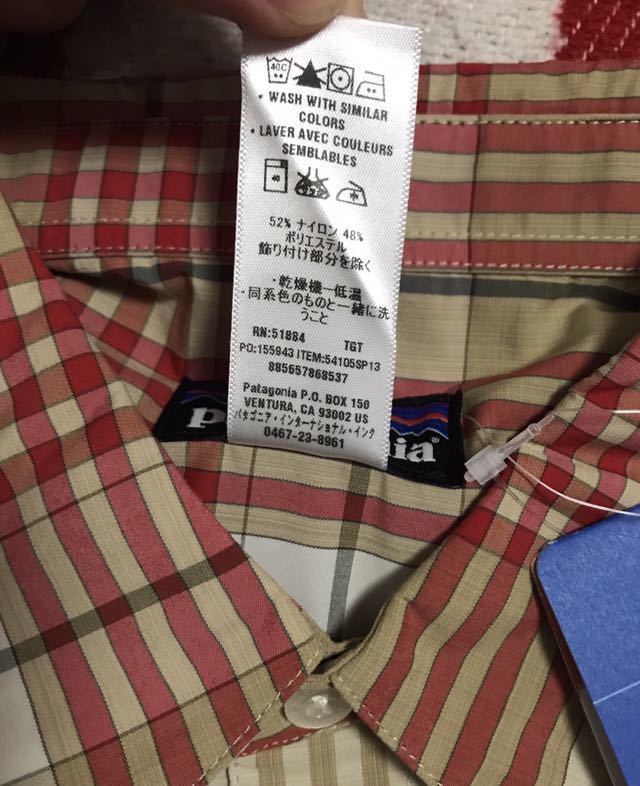 40C
• WASH WITH SIMILAR
COLORS
• LAVER AVEC COULEURS
SEMBLABLES
52% ナイロン 48%
ポリエステル
飾り付け部分を除く
・乾燥機−低温
・同系色のものと一緒に洗
うこと
RN:51884 TGT
PO:155943 ITEM:54105SP13
885657868537
Patagonia P.O. BOX 150
VENTURA, CA 93002 US
パタゴニア・インターナショナル・インク
0467-23-8961
p
ia®